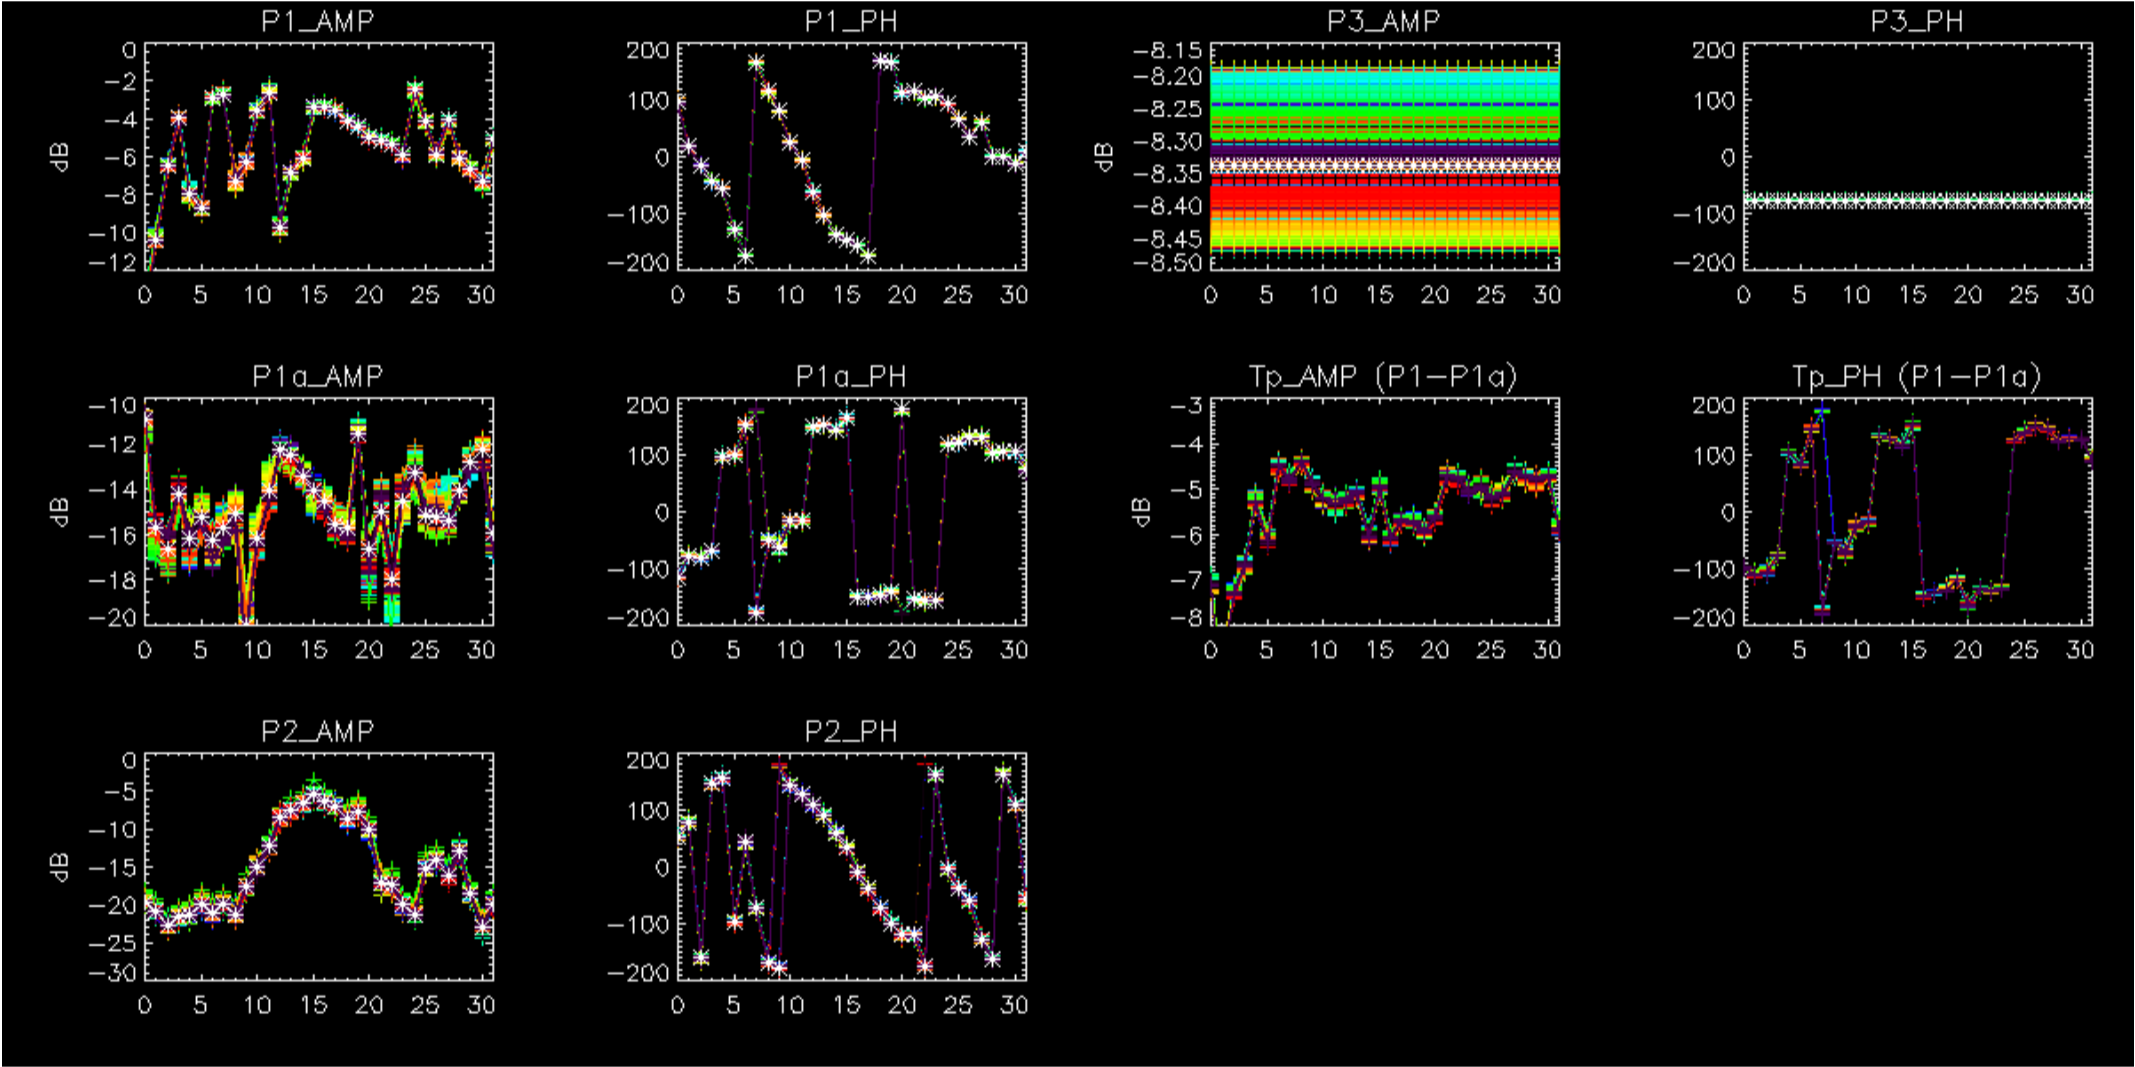 P1_AMP P1_PH P3_AMP P3_PH
dB 0 −2 −4 −6 −8 −10 −12
0 5 10 15 20 25 30
200 100 0 −100 −200
0 5 10 15 20 25 30
dB −8.15 −8.20 −8.25 −8.30 −8.35 −8.40 −8.45 −8.50
0 5 10 15 20 25 30
200 100 0 −100 −200
0 5 10 15 20 25 30
P1a_AMP P1a_PH Tp_AMP (P1−P1a) Tp_PH (P1−P1a)
dB −10 −12 −14 −16 −18 −20
0 5 10 15 20 25 30
200 100 0 −100 −200
0 5 10 15 20 25 30
dB −3 −4 −5 −6 −7 −8
0 5 10 15 20 25 30
200 100 0 −100 −200
0 5 10 15 20 25 30
P2_AMP P2_PH
dB 0 −5 −10 −15 −20 −25 −30
0 5 10 15 20 25 30
200 100 0 −100 −200
0 5 10 15 20 25 30